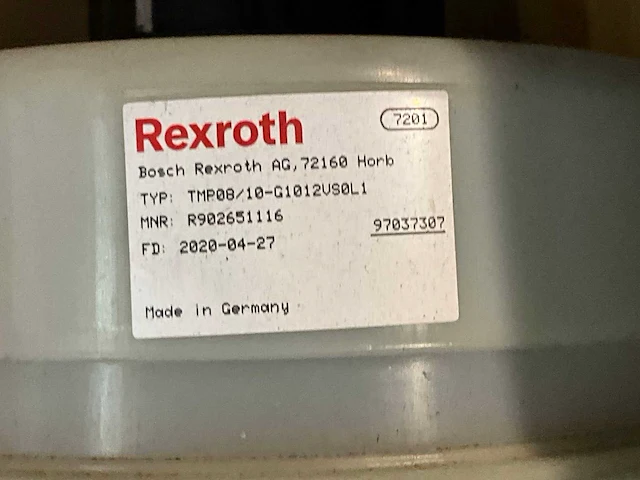 Rexroth
7201
Bosch Rexroth AG,72160 Horb
TYP: TMP08/10-G1012VS0L1
MNR: R902651116
97037307
FD: 2020-04-27
Made in Germany